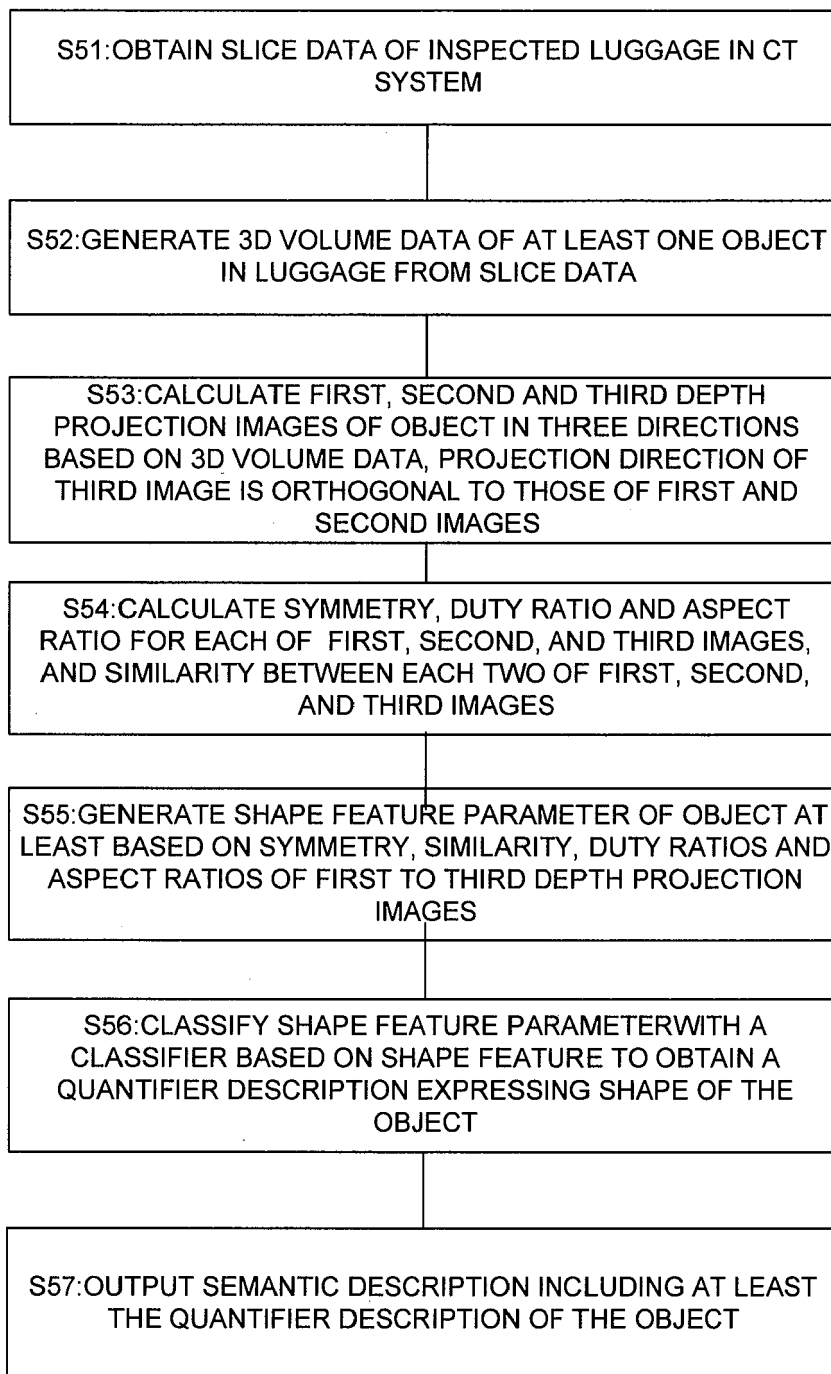 S51:OBTAIN SLICE DATA OF INSPECTED LUGGAGE IN CT
SYSTEM
S52:GENERATE 3D VOLUME DATA OF AT LEAST ONE OBJECT
IN LUGGAGE FROM SLICE DATA
S53:CALCULATE FIRST, SECOND AND THIRD DEPTH
PROJECTION IMAGES OF OBJECT IN THREE DIRECTIONS
BASED ON 3D VOLUME DATA, PROJECTION DIRECTION OF
THIRD IMAGE IS ORTHOGONAL TO THOSE OF FIRST AND
SECOND IMAGES
S54:CALCULATE SYMMETRY, DUTY RATIO AND ASPECT
RATIO FOR EACH OF FIRST, SECOND, AND THIRD IMAGES,
AND SIMILARITY BETWEEN EACH TWO OF FIRST, SECOND,
AND THIRD IMAGES
S55:GENERATE SHAPE FEATURE PARAMETER OF OBJECT AT
LEAST BASED ON SYMMETRY, SIMILARITY, DUTY RATIOS AND
ASPECT RATIOS OF FIRST TO THIRD DEPTH PROJECTION
IMAGES
S56:CLASSIFY SHAPE FEATURE PARAMETERWITH A
CLASSIFIER BASED ON SHAPE FEATURE TO OBTAIN A
QUANTIFIER DESCRIPTION EXPRESSING SHAPE OF THE
OBJECT
S57:OUTPUT SEMANTIC DESCRIPTION INCLUDING AT LEAST
THE QUANTIFIER DESCRIPTION OF THE OBJECT